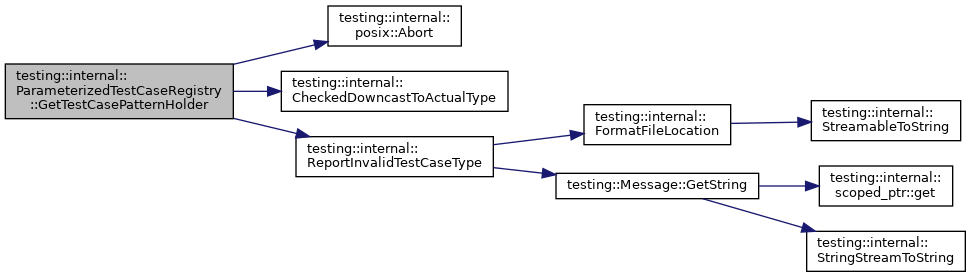 testing::internal::
ParameterizedTestCaseRegistry
::GetTestCasePatternHolder
testing::internal::
posix::Abort
testing::internal::
CheckedDowncastToActualType
testing::internal::
ReportInvalidTestCaseType
testing::internal::
FormatFileLocation
testing::Message::GetString
testing::internal::
StreamableToString
testing::internal::
scoped_ptr::get
testing::internal::
StringStreamToString